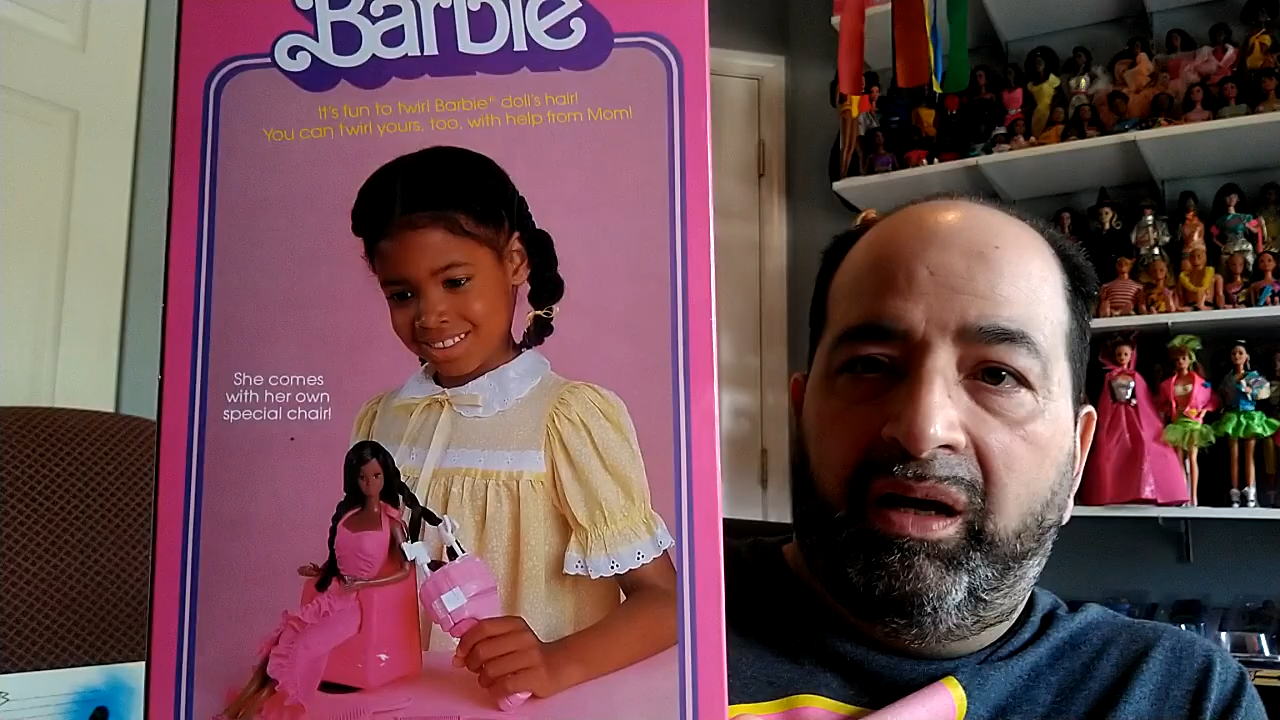 Barbie
It's fun to twirl Barbie® doll's hair!
You can twirl yours, too, with help from Mom!
She comes
with her own
special chair!